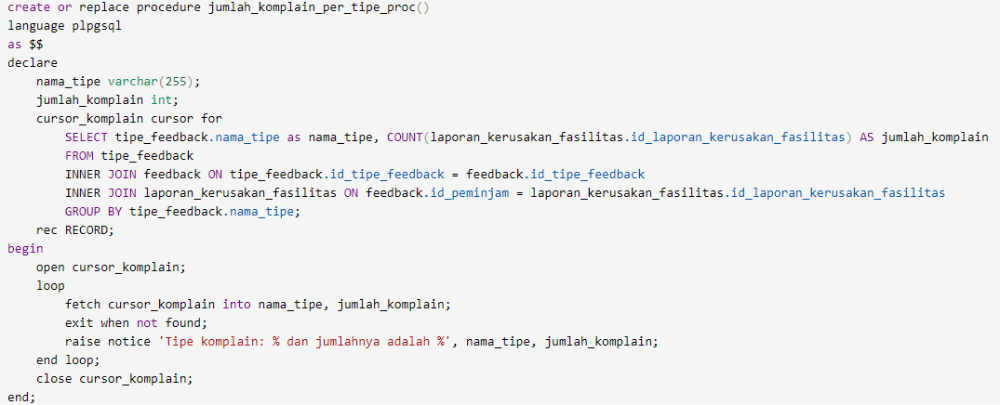 create or replace procedure jumlah_komplain_per_tipe_proc()
language plpgsql
as $$
declare
    nama_tipe varchar(255);
    jumlah_komplain int;
    cursor_komplain cursor for
        SELECT tipe_feedback.nama_tipe as nama_tipe, COUNT(laporan_kerusakan_fasilitas.id_laporan_kerusakan_fasilitas) AS jumlah_komplain
        FROM tipe_feedback
        INNER JOIN feedback ON tipe_feedback.id_tipe_feedback = feedback.id_tipe_feedback
        INNER JOIN laporan_kerusakan_fasilitas ON feedback.id_peminjam = laporan_kerusakan_fasilitas.id_laporan_kerusakan_fasilitas
        GROUP BY tipe_feedback.nama_tipe;
    rec RECORD;
begin
    open cursor_komplain;
    loop
        fetch cursor_komplain into nama_tipe, jumlah_komplain;
        exit when not found;
        raise notice 'Tipe komplain: % dan jumlahnya adalah %', nama_tipe, jumlah_komplain;
    end loop;
    close cursor_komplain;
end;